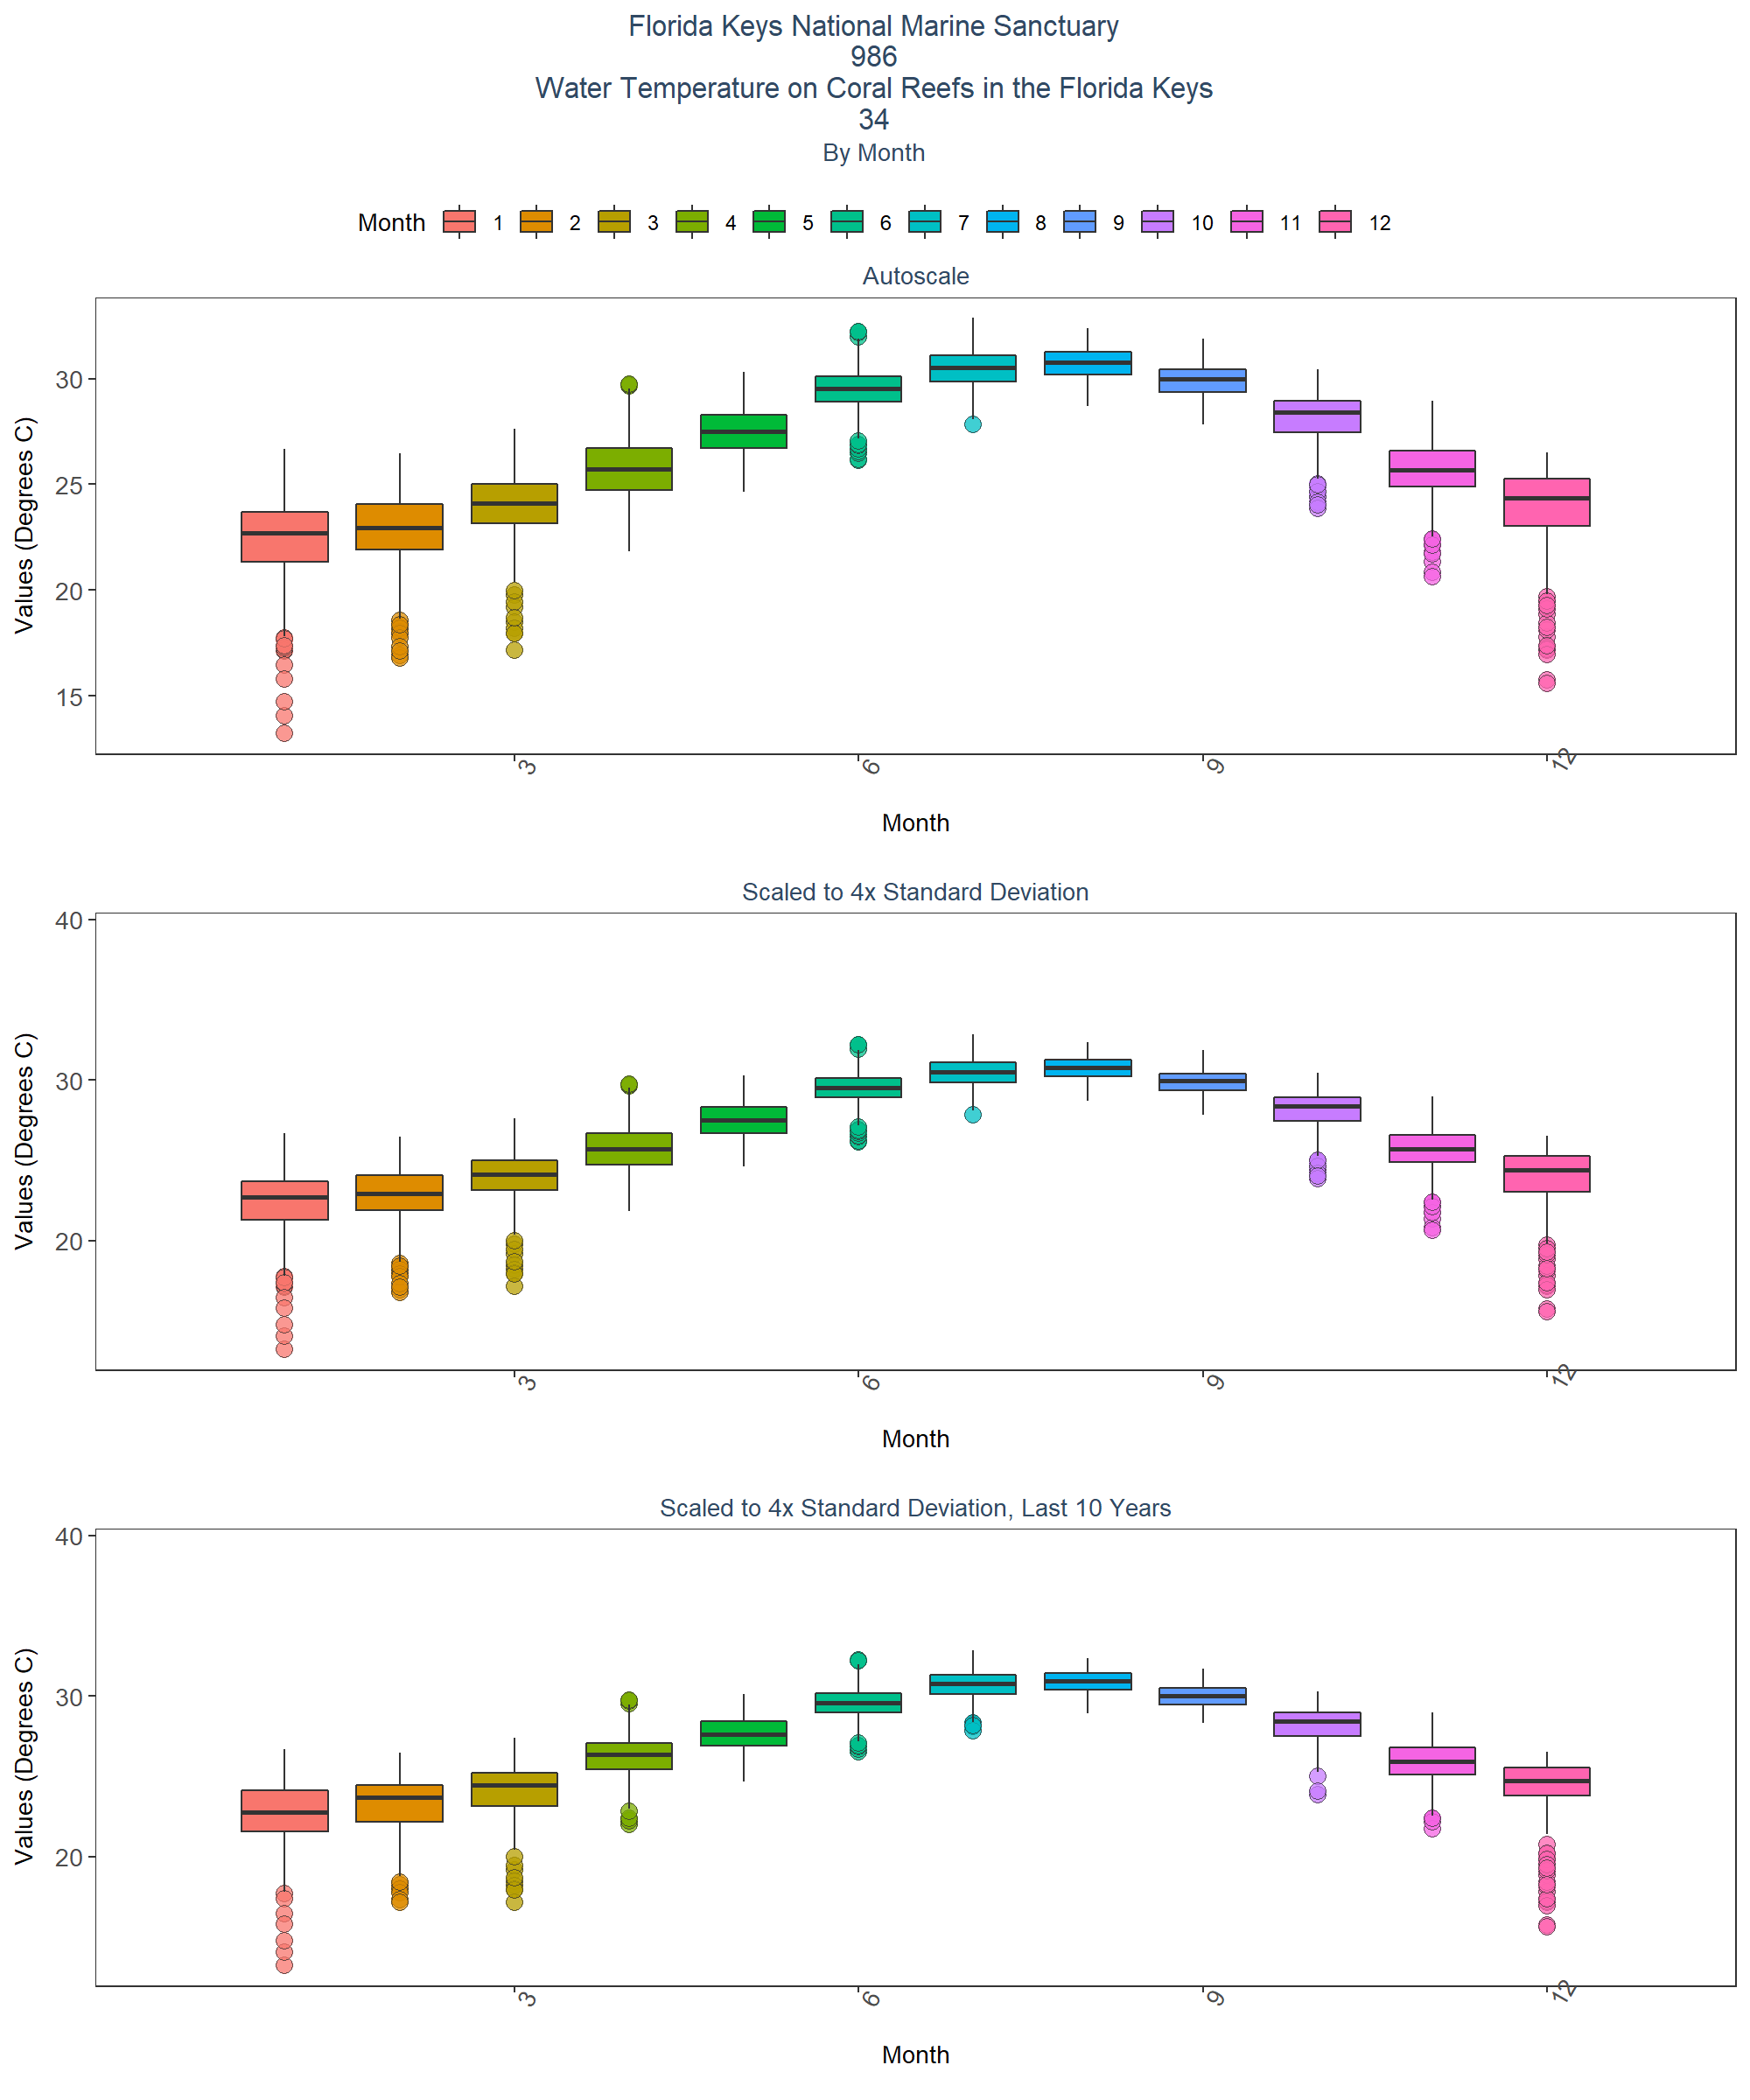 Florida Keys National Marine Sanctuary
986
Water Temperature on Coral Reefs in the Florida Keys
34
By Month
Month 1 2 3 4 5 6 7 8 9 10 11 12
Autoscale
Values (Degrees C)
30
25
20
15
3 6 9 12
Month
Scaled to 4x Standard Deviation
Values (Degrees C)
40
30
20
3 6 9 12
Month
Scaled to 4x Standard Deviation, Last 10 Years
Values (Degrees C)
40
30
20
3 6 9 12
Month